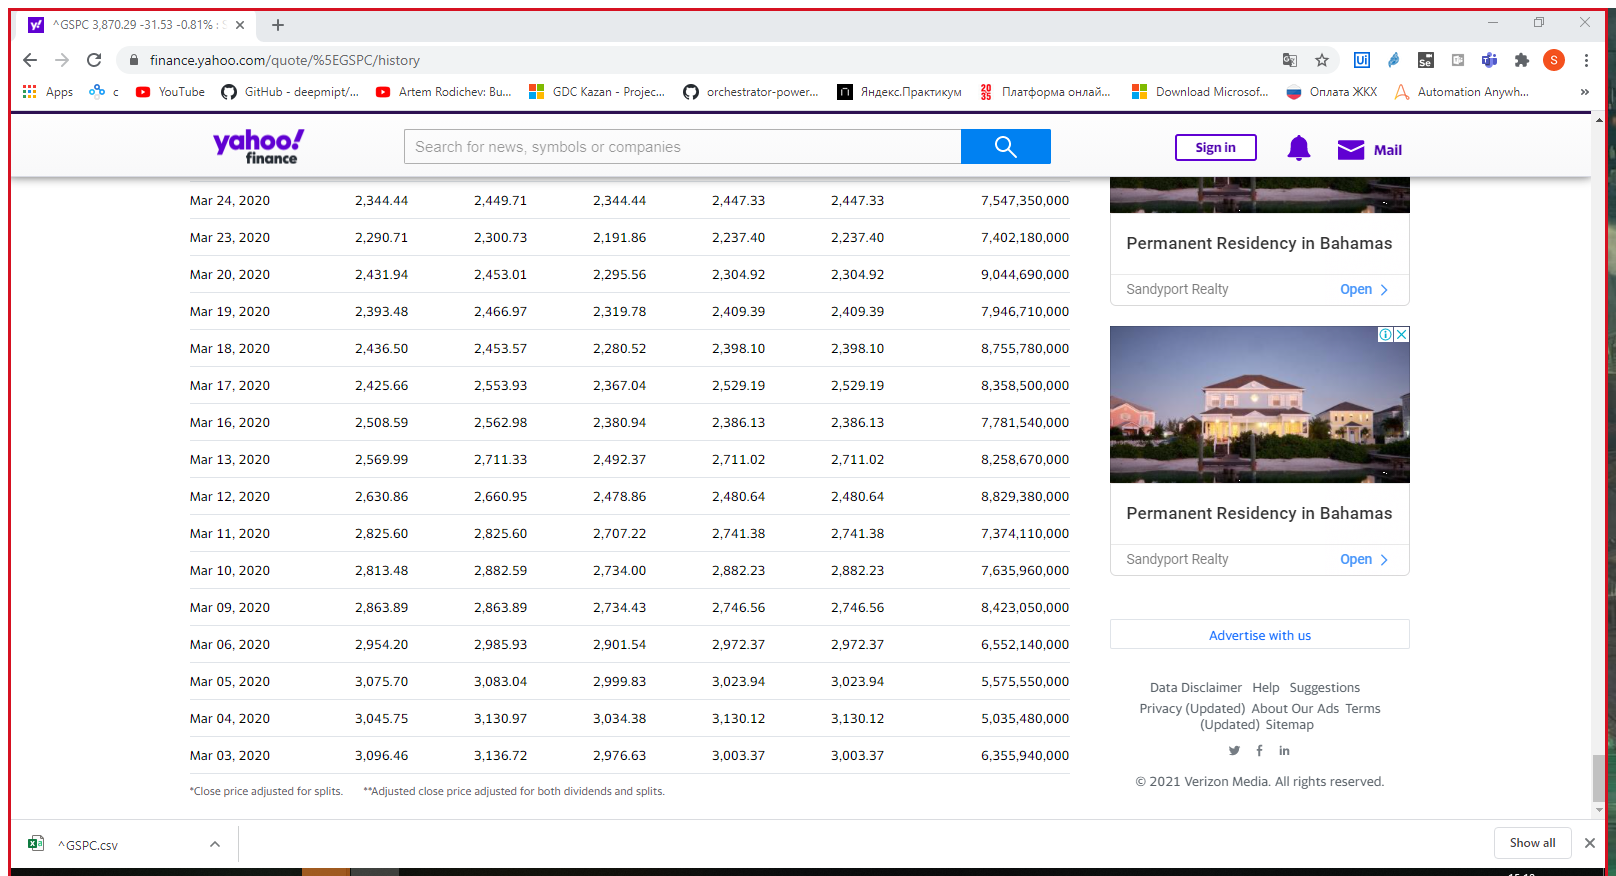 ^GSPC 3,870.29 -31.53 -0.81% :
finance.yahoo.com/quote/%5EGSPC/history
Apps с YouTube GitHub - deepmipt/... Artem Rodichev: Bu... GDC Kazan - Projec... orchestrator-power... Яндекс.Практикум Платформа онлай... Download Microsof... Оплата ЖКХ Automation Anywh... »
yahoo!
finance
Search for news, symbols or companies
Sign in
Mail
Mar 24, 2020 2,344.44 2,449.71 2,344.44 2,447.33 2,447.33 7,547,350,000
Mar 23, 2020 2,290.71 2,300.73 2,191.86 2,237.40 2,237.40 7,402,180,000
Mar 20, 2020 2,431.94 2,453.01 2,295.56 2,304.92 2,304.92 9,044,690,000
Mar 19, 2020 2,393.48 2,466.97 2,319.78 2,409.39 2,409.39 7,946,710,000
Mar 18, 2020 2,436.50 2,453.57 2,280.52 2,398.10 2,398.10 8,755,780,000
Mar 17, 2020 2,425.66 2,553.93 2,367.04 2,529.19 2,529.19 8,358,500,000
Mar 16, 2020 2,508.59 2,562.98 2,380.94 2,386.13 2,386.13 7,781,540,000
Mar 13, 2020 2,569.99 2,711.33 2,492.37 2,711.02 2,711.02 8,258,670,000
Mar 12, 2020 2,630.86 2,660.95 2,478.86 2,480.64 2,480.64 8,829,380,000
Mar 11, 2020 2,825.60 2,825.60 2,707.22 2,741.38 2,741.38 7,374,110,000
Mar 10, 2020 2,813.48 2,882.59 2,734.00 2,882.23 2,882.23 7,635,960,000
Mar 09, 2020 2,863.89 2,863.89 2,734.43 2,746.56 2,746.56 8,423,050,000
Mar 06, 2020 2,954.20 2,985.93 2,901.54 2,972.37 2,972.37 6,552,140,000
Mar 05, 2020 3,075.70 3,083.04 2,999.83 3,023.94 3,023.94 5,575,550,000
Mar 04, 2020 3,045.75 3,130.97 3,034.38 3,130.12 3,130.12 5,035,480,000
Mar 03, 2020 3,096.46 3,136.72 2,976.63 3,003.37 3,003.37 6,355,940,000
*Close price adjusted for splits. **Adjusted close price adjusted for both dividends and splits.
Permanent Residency in Bahamas
Sandyport Realty Open
Permanent Residency in Bahamas
Sandyport Realty Open
Advertise with us
Data Disclaimer Help Suggestions
Privacy (Updated) About Our Ads Terms
(Updated) Sitemap
© 2021 Verizon Media. All rights reserved.
^GSPC.csv
Show all